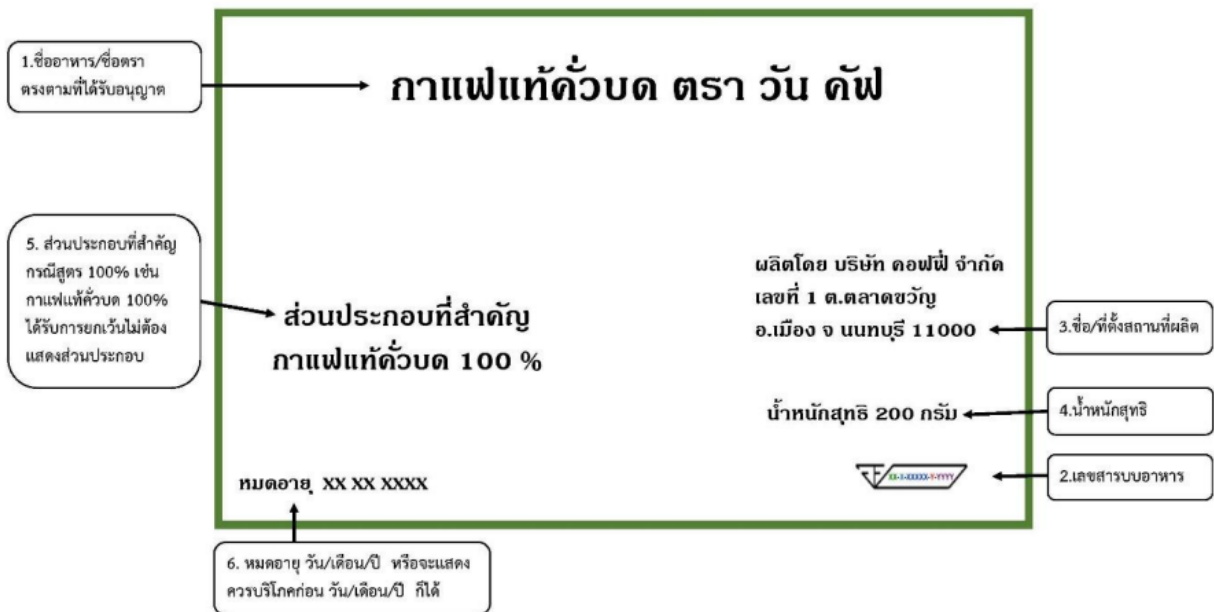 1.ชื่ออาหาร/ชื่อตรา
ตรงตามที่ได้รับอนุญาต
กาแฟแท้คั่วบด ตรา วัน คัฟ
5. ส่วนประกอบที่สำคัญ
กรณีสูตร 100% เช่น
กาแฟแท้คั่วบด 100%
ได้รับการยกเว้นไม่ต้อง
แสดงส่วนประกอบ
ส่วนประกอบที่สำคัญ
กาแฟแท้คั่วบด 100 %
ผลิตโดย บริษัท คอฟฟี่ จำกัด
เลขที่ 1 ต.ตลาดขวัญ
อ.เมือง จ นนทบุรี 11000
3.ชื่อ/ที่ตั้งสถานที่ผลิต
น้ำหนักสุทธิ 200 กรัม
4.น้ำหนักสุทธิ
XX-X-XXXXX-Y-YYYY
2.เลขสารบบอาหาร
หมดอายุ XX XX XXXX
6. หมดอายุ วัน/เดือน/ปี หรือจะแสดง
ควรบริโภคก่อน วัน/เดือน/ปี ก็ได้